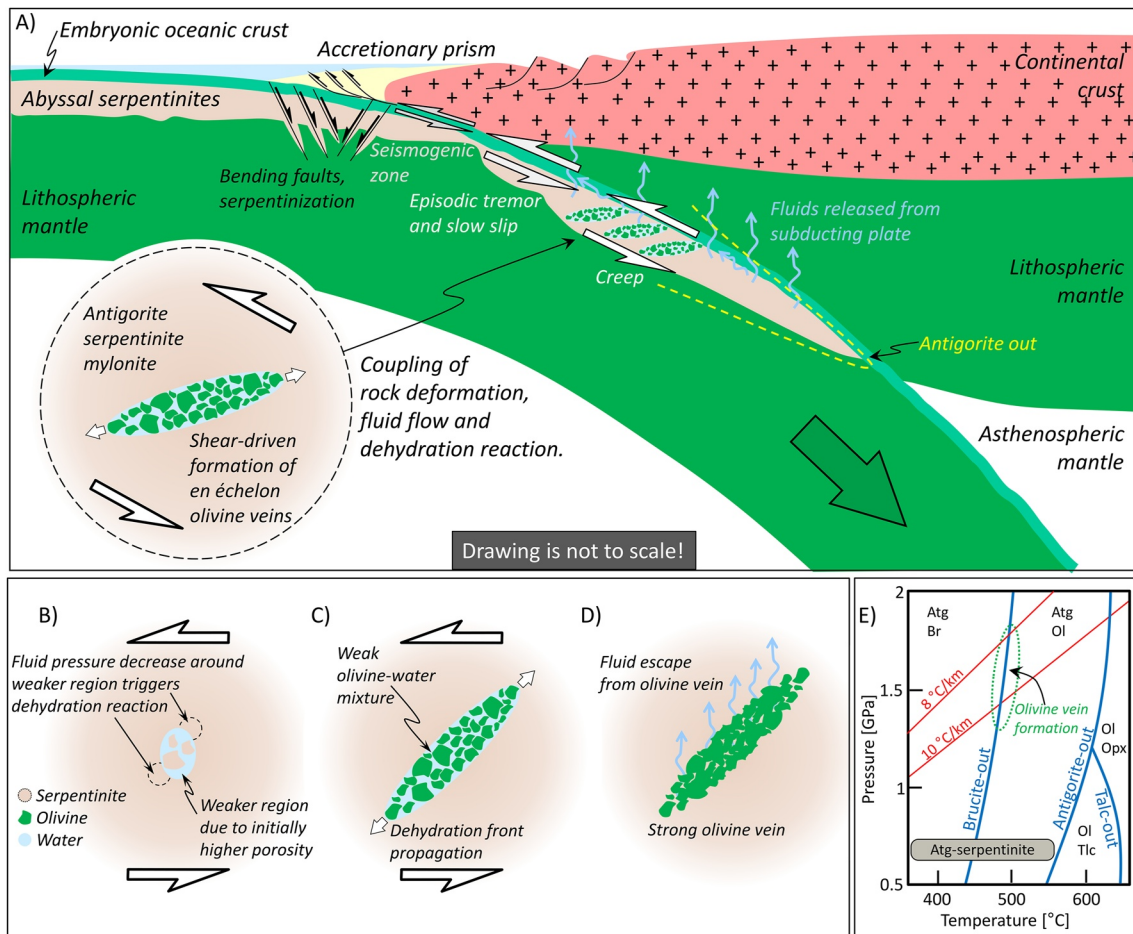 A)
Embryonic oceanic crust
Accretionary prism
Continental
crust
Abyssal serpentinites
Seismogenic
zone
Bending faults,
serpentinization
Episodic tremor
and slow slip
Fluids released from
subducting plate
Lithospheric
mantle
Lithospheric
mantle
Creep
Antigorite out
Antigorite
serpentinite
mylonite
Coupling of
rock deformation,
fluid flow and
dehydration reaction.
Shear-driven
formation of
en échelon
olivine veins
Asthenospheric
mantle
Drawing is not to scale!
B)
Fluid pressure decrease around
weaker region triggers
dehydration reaction
Serpentinite
Olivine
Water
Weaker region
due to initially
higher porosity
C)
Weak
olivine-water
mixture
Dehydration front
propagation
D)
Fluid escape
from olivine vein
Strong olivine vein
E)
2
1.5
1
0.5
Pressure [GPa]
Atg
Br
Atg
Ol
8 °C/km
10 °C/km
Olivine vein
formation
Ol
Opx
Brucite-out
Antigorite-out
Talc-out
Ol
Tlc
Atg-serpentinite
400
500
600
Temperature [°C]